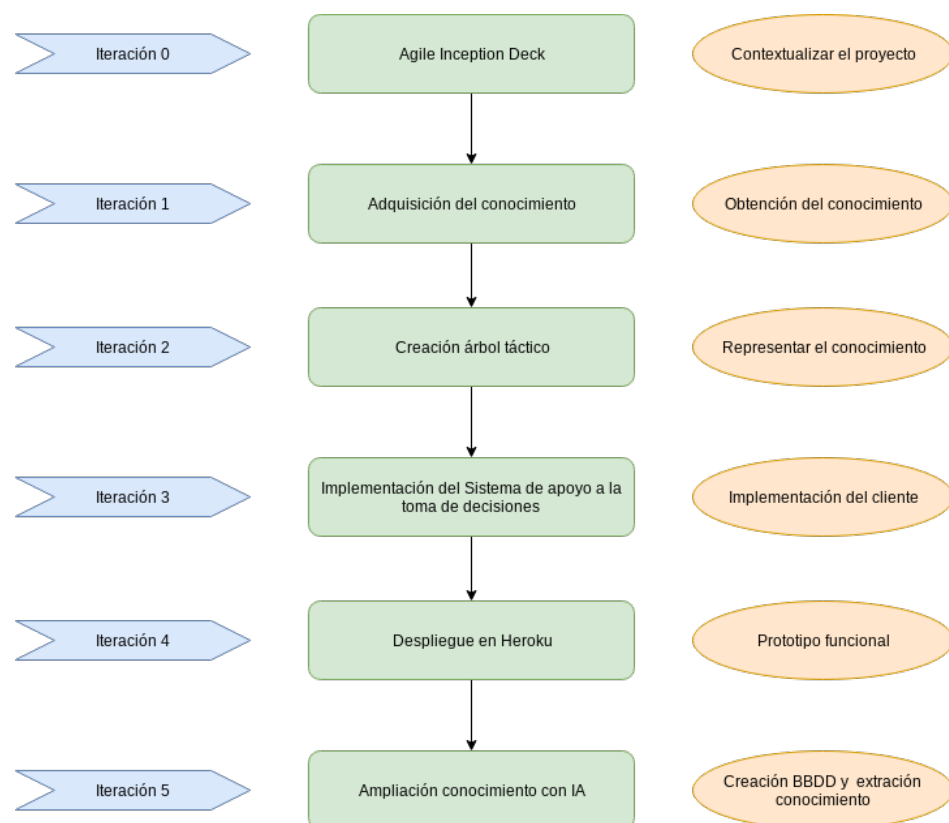 Iteración 0
Agile Inception Deck
Contextualizar el proyecto
Iteración 1
Adquisición del conocimiento
Obtención del conocimiento
Iteración 2
Creación árbol táctico
Representar el conocimiento
Iteración 3
Implementación del Sistema de apoyo a la
toma de decisiones
Implementación del cliente
Iteración 4
Despliegue en Heroku
Prototipo funcional
Iteración 5
Ampliación conocimiento con IA
Creación BBDD y extracción
conocimiento